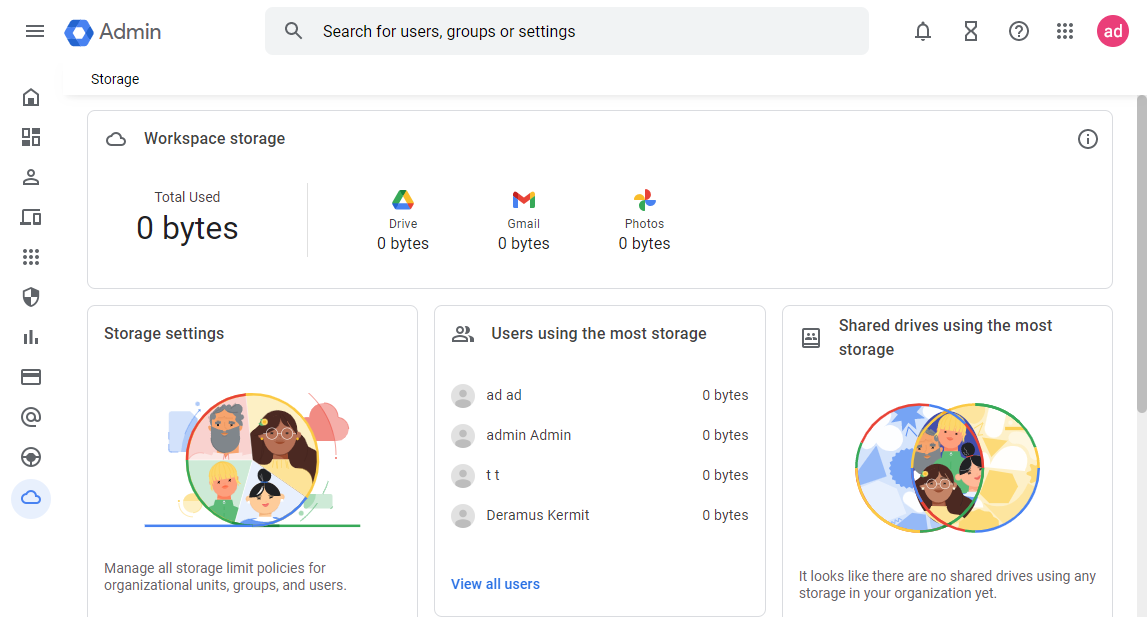 Admin
Search for users, groups or settings
ad
Storage
Workspace storage
Total Used
0 bytes
Drive
0 bytes
Gmail
0 bytes
Photos
0 bytes
Storage settings
Manage all storage limit policies for
organizational units, groups, and users.
Users using the most storage
ad ad 0 bytes
admin Admin 0 bytes
t t 0 bytes
Deramus Kermit 0 bytes
View all users
Shared drives using the most
storage
It looks like there are no shared drives using any
storage in your organization yet.